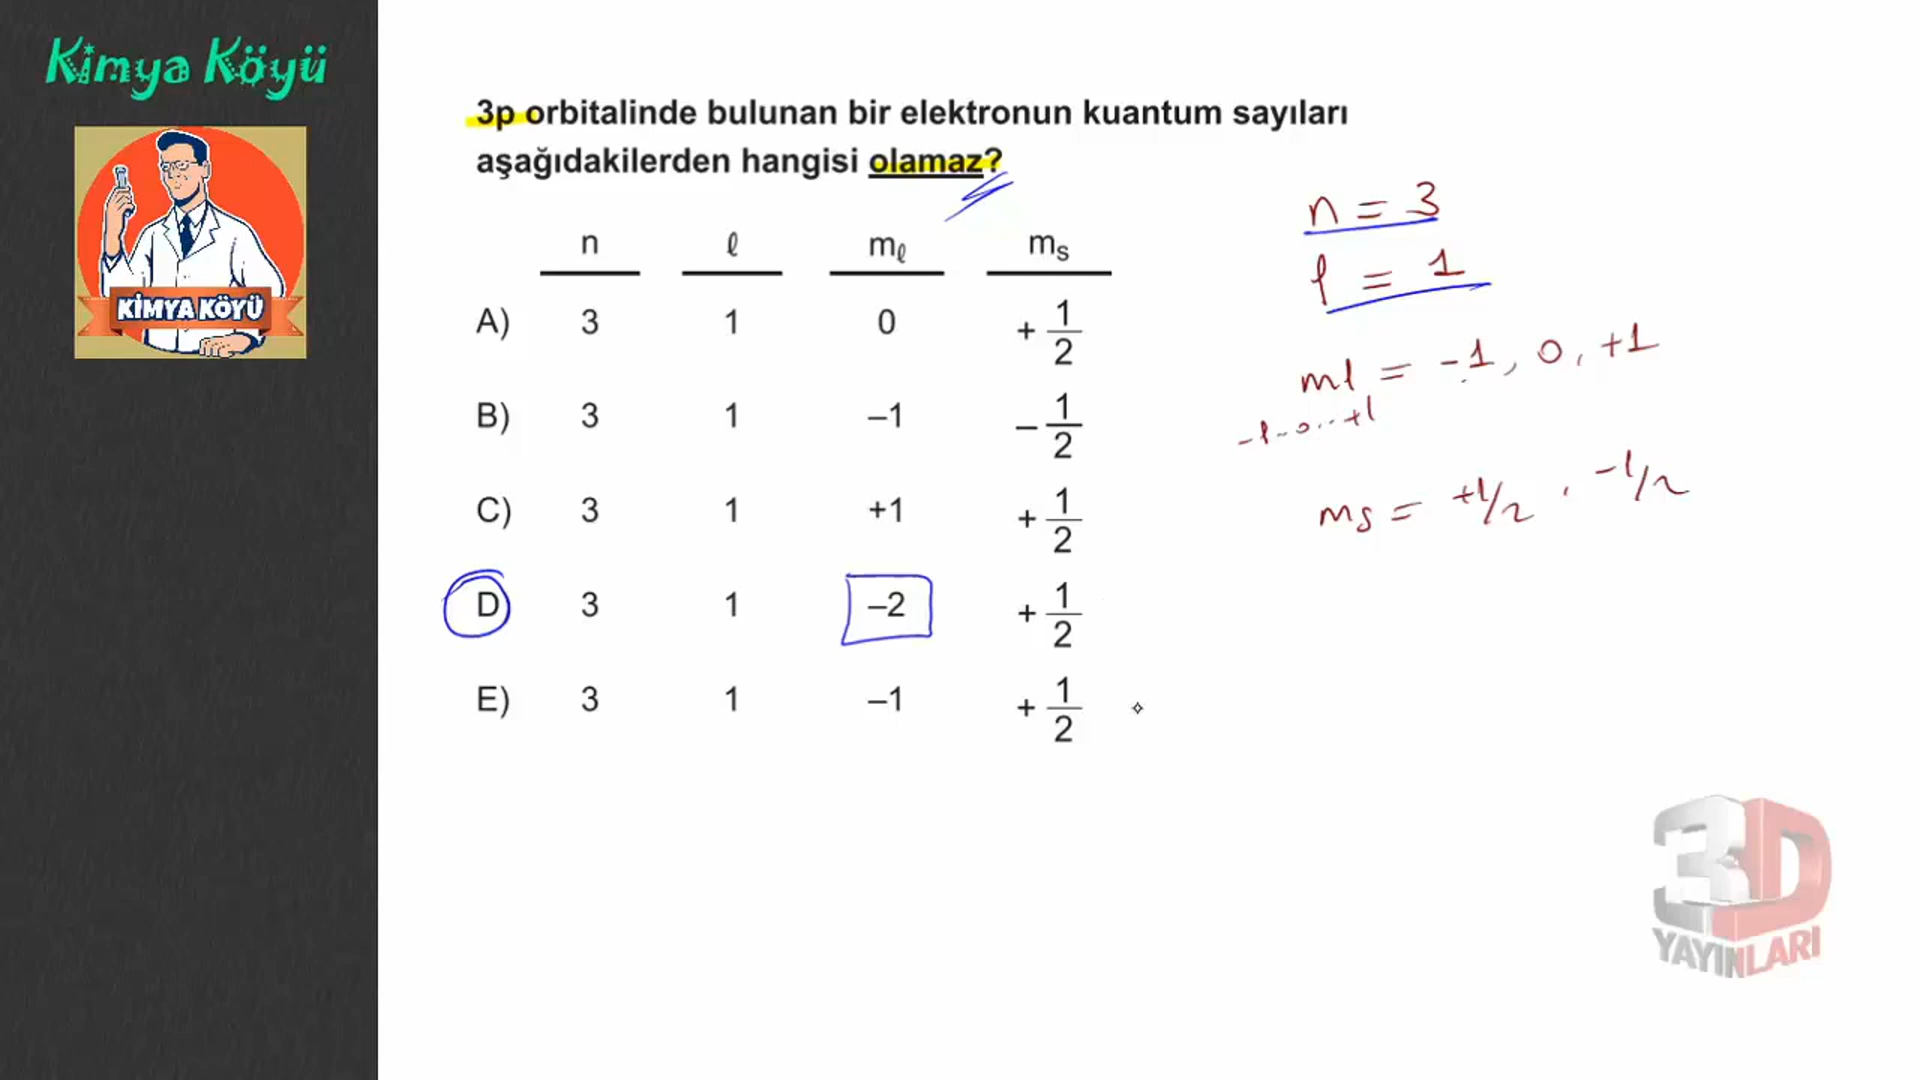 Kimya Köyü
KİMYA KÖYÜ
3p orbitalinde bulunan bir elektronun kuantum sayıları
aşağıdakilerden hangisi olamaz?
n ℓ mℓ ms
A) 3 1 0 + 1/2
B) 3 1 –1 – 1/2
C) 3 1 +1 + 1/2
D 3 1 –2 + 1/2
E) 3 1 –1 + 1/2
n = 3
l = 1
ml = -1, 0, +1
-l..0...+l
ms = +1/2, -1/2
3D
YAYINLARI